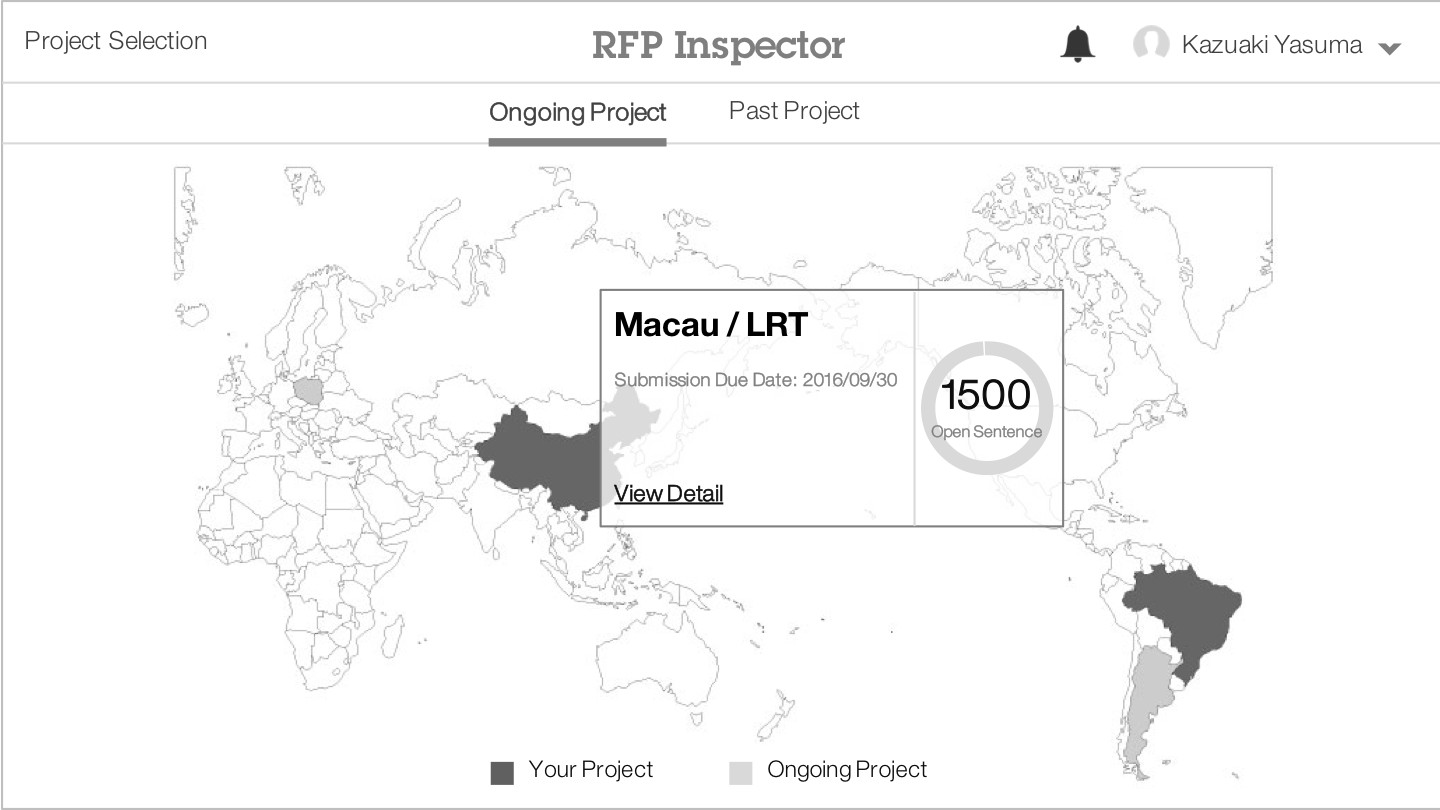 Project Selection
RFP Inspector
Kazuaki Yasuma
Ongoing Project
Past Project
Macau / LRT
Submission Due Date: 2016/09/30
1500
Open Sentence
View Detail
Your Project
Ongoing Project